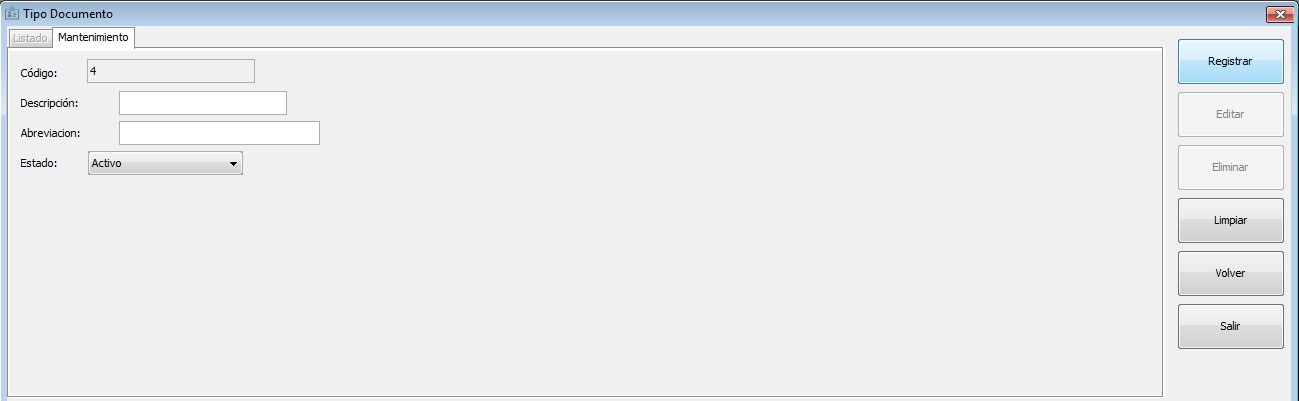 Tipo Documento
Listado Mantenimiento
Código: 4
Descripción:
Abreviacion:
Estado: Activo
Registrar
Editar
Eliminar
Limpiar
Volver
Salir